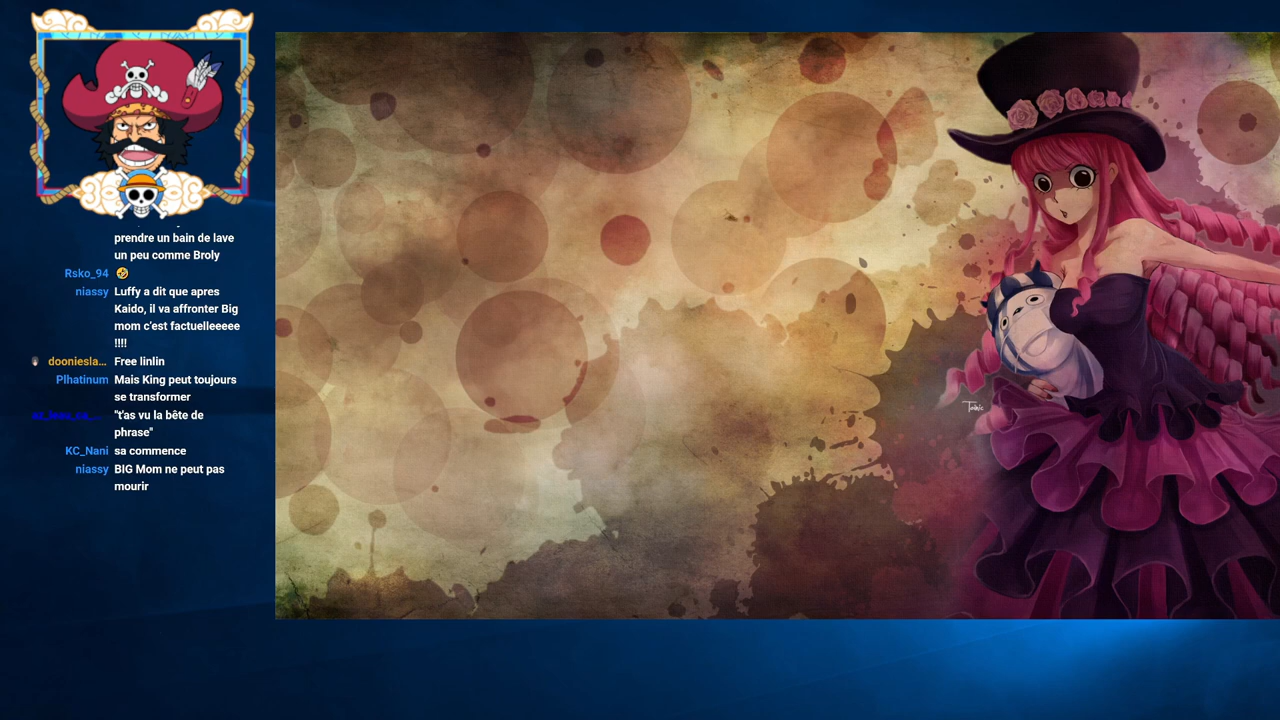 prendre un bain de lave
un peu comme Broly
Rsko_94 🤣
niassy Luffy a dit que apres
Kaido, il va affronter Big
mom c'est factuelleeeee
!!!!
dooniesla... Free linlin
Plhatinum Mais King peut toujours
se transformer
"t'as vu la bête de
phrase"
KC_Nani sa commence
niassy BIG Mom ne peut pas
mourir